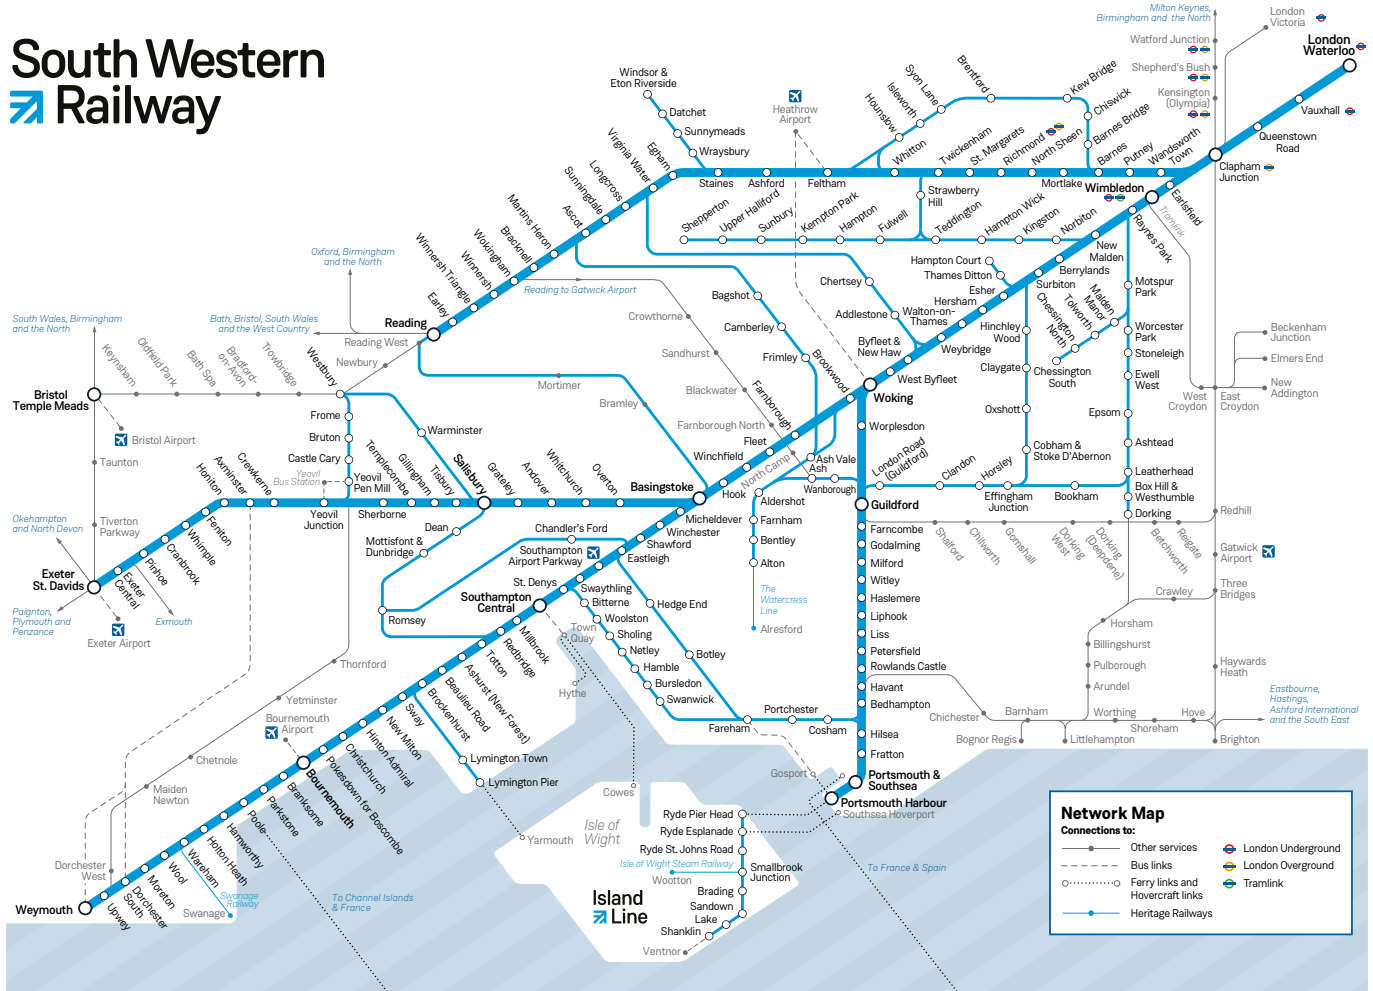 South Western
Railway
Milton Keynes,
Birmingham and the North
London
Victoria
London
Waterloo
Watford Junction
Shepherd's Bush
Kensington
(Olympia)
Vauxhall
Queenstown
Road
Clapham
Junction
Windsor &
Eton Riverside
Datchet
Sunnymeads
Wraysbury
Heathrow
Airport
Hounslow
Isleworth
Syon Lane
Brentford
Kew Bridge
Chiswick
Barnes Bridge
Virginia Water
Egham
Staines
Ashford
Feltham
Whitton
Twickenham
St. Margarets
Richmond
North Sheen
Mortlake
Barnes
Putney
Wandsworth
Town
Wimbledon
Earlsfield
Tramlink
Raynes Park
Strawberry
Hill
Shepperton
Upper Halliford
Sunbury
Kempton Park
Hampton
Fulwell
Teddington
Hampton Wick
Kingston
Norbiton
New
Malden
Berrylands
Surbiton
Hampton Court
Thames Ditton
Esher
Hersham
Walton-on-
Thames
Weybridge
Byfleet &
New Haw
West Byfleet
Woking
Chertsey
Addlestone
Longcross
Sunningdale
Ascot
Martins Heron
Bracknell
Wokingham
Winnersh
Winnersh Triangle
Earley
Reading
Reading West
Oxford, Birmingham
and the North
Bath, Bristol, South Wales
and the West Country
South Wales, Birmingham
and the North
Reading to Gatwick Airport
Crowthorne
Sandhurst
Blackwater
Farnborough North
North Camp
Bagshot
Camberley
Frimley
Brookwood
Farnborough
Fleet
Winchfield
Hook
Basingstoke
Mortimer
Bramley
Ash Vale
Ash
Wanborough
Aldershot
Farnham
Bentley
Alton
The
Watercress
Line
Alresford
Motspur
Park
Malden
Manor
Tolworth
Chessington
North
Chessington
South
Worcester
Park
Stoneleigh
Ewell
West
Epsom
Ashtead
Leatherhead
Box Hill &
Westhumble
Dorking
Hinchley
Wood
Claygate
Oxshott
Cobham &
Stoke D'Abernon
Bookham
Effingham
Junction
Horsley
Clandon
London Road
(Guildford)
Worplesdon
Guildford
Beckenham
Junction
Elmers End
New
Addington
West
Croydon
East
Croydon
Redhill
Gatwick
Airport
Three
Bridges
Crawley
Horsham
Billingshurst
Pulborough
Arundel
Haywards
Heath
Shalford
Chilworth
Gomshall
Dorking
West
Dorking
(Deepdene)
Betchworth
Reigate
Farncombe
Godalming
Milford
Witley
Haslemere
Liphook
Liss
Petersfield
Rowlands Castle
Havant
Bedhampton
Hilsea
Fratton
Portsmouth &
Southsea
Portsmouth Harbour
Southsea Hoverport
Chichester
Barnham
Bognor Regis
Littlehampton
Worthing
Shoreham
Hove
Brighton
Eastbourne,
Hastings,
Ashford International
and the South East
Bristol
Temple Meads
Keynsham
Oldfield Park
Bath Spa
Bradford-
on-Avon
Trowbridge
Westbury
Newbury
Bristol Airport
Taunton
Tiverton
Parkway
Okehampton
and North Devon
Exeter
St. Davids
Paignton,
Plymouth and
Penzance
Exeter Airport
Exmouth
Exeter
Central
Pinhoe
Cranbrook
Whimple
Feniton
Honiton
Axminster
Crewkerne
Yeovil
Junction
Yeovil
Bus Station
Yeovil
Pen Mill
Castle Cary
Bruton
Frome
Warminster
Sherborne
Templecombe
Gillingham
Tisbury
Salisbury
Grateley
Andover
Whitchurch
Overton
Dean
Mottisfont &
Dunbridge
Romsey
Chandler's Ford
Micheldever
Winchester
Shawford
Eastleigh
Southampton
Airport Parkway
Swaythling
St. Denys
Southampton
Central
Bitterne
Woolston
Sholing
Netley
Hamble
Bursledon
Swanwick
Hedge End
Botley
Fareham
Portchester
Cosham
Gosport
Town
Quay
Hythe
Millbrook
Redbridge
Totton
Ashurst (New Forest)
Beaulieu Road
Brockenhurst
Sway
New Milton
Hinton Admiral
Christchurch
Pokesdown for Boscombe
Bournemouth
Bournemouth
Airport
Branksome
Parkstone
Poole
Hamworthy
Holton Heath
Wareham
Wool
Moreton
Dorchester
South
Upwey
Weymouth
Dorchester
West
Maiden
Newton
Chetnole
Yetminster
Thornford
Swanage
Railway
Swanage
Lymington Town
Lymington Pier
Yarmouth
Cowes
Isle of
Wight
Ryde Pier Head
Ryde Esplanade
Ryde St. Johns Road
Isle of Wight Steam Railway
Wootton
Smallbrook
Junction
Brading
Sandown
Lake
Shanklin
Ventnor
Island
Line
To Channel Islands
& France
To France & Spain
Network Map
Connections to:
Other services
Bus links
Ferry links and
Hovercraft links
Heritage Railways
London Underground
London Overground
Tramlink